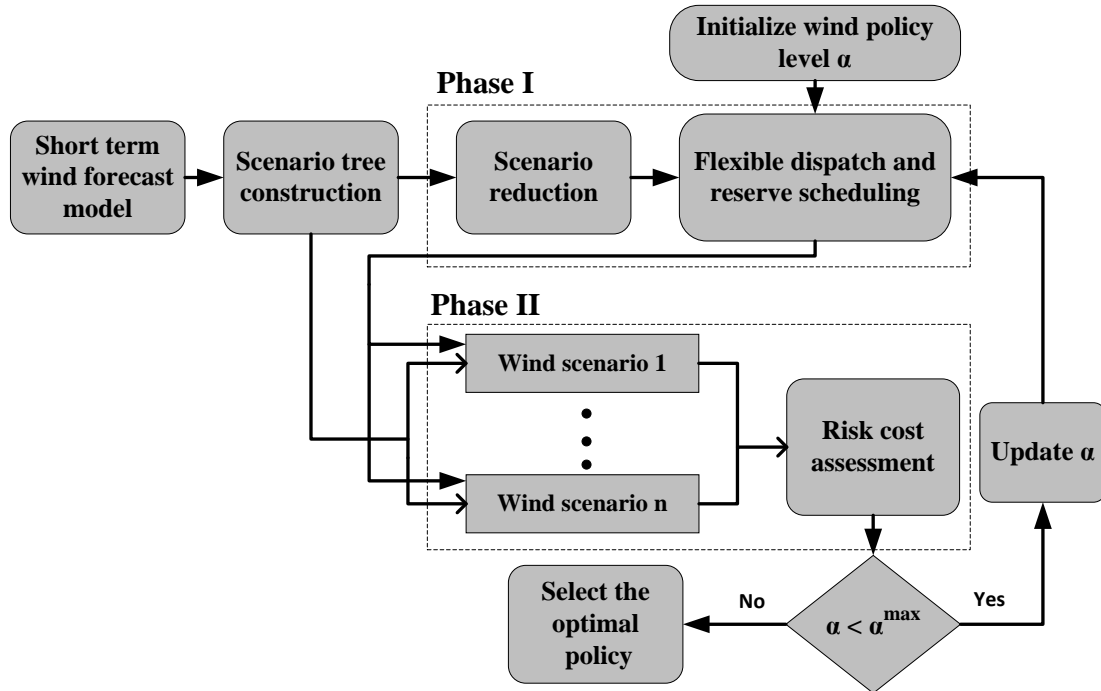 Initialize wind policy
level α
Phase I
Short term
wind forecast
model
Scenario tree
construction
Scenario
reduction
Flexible dispatch and
reserve scheduling
Phase II
Wind scenario 1
Wind scenario n
Risk cost
assessment
Update α
Select the
optimal
policy
No
α < α^max
Yes